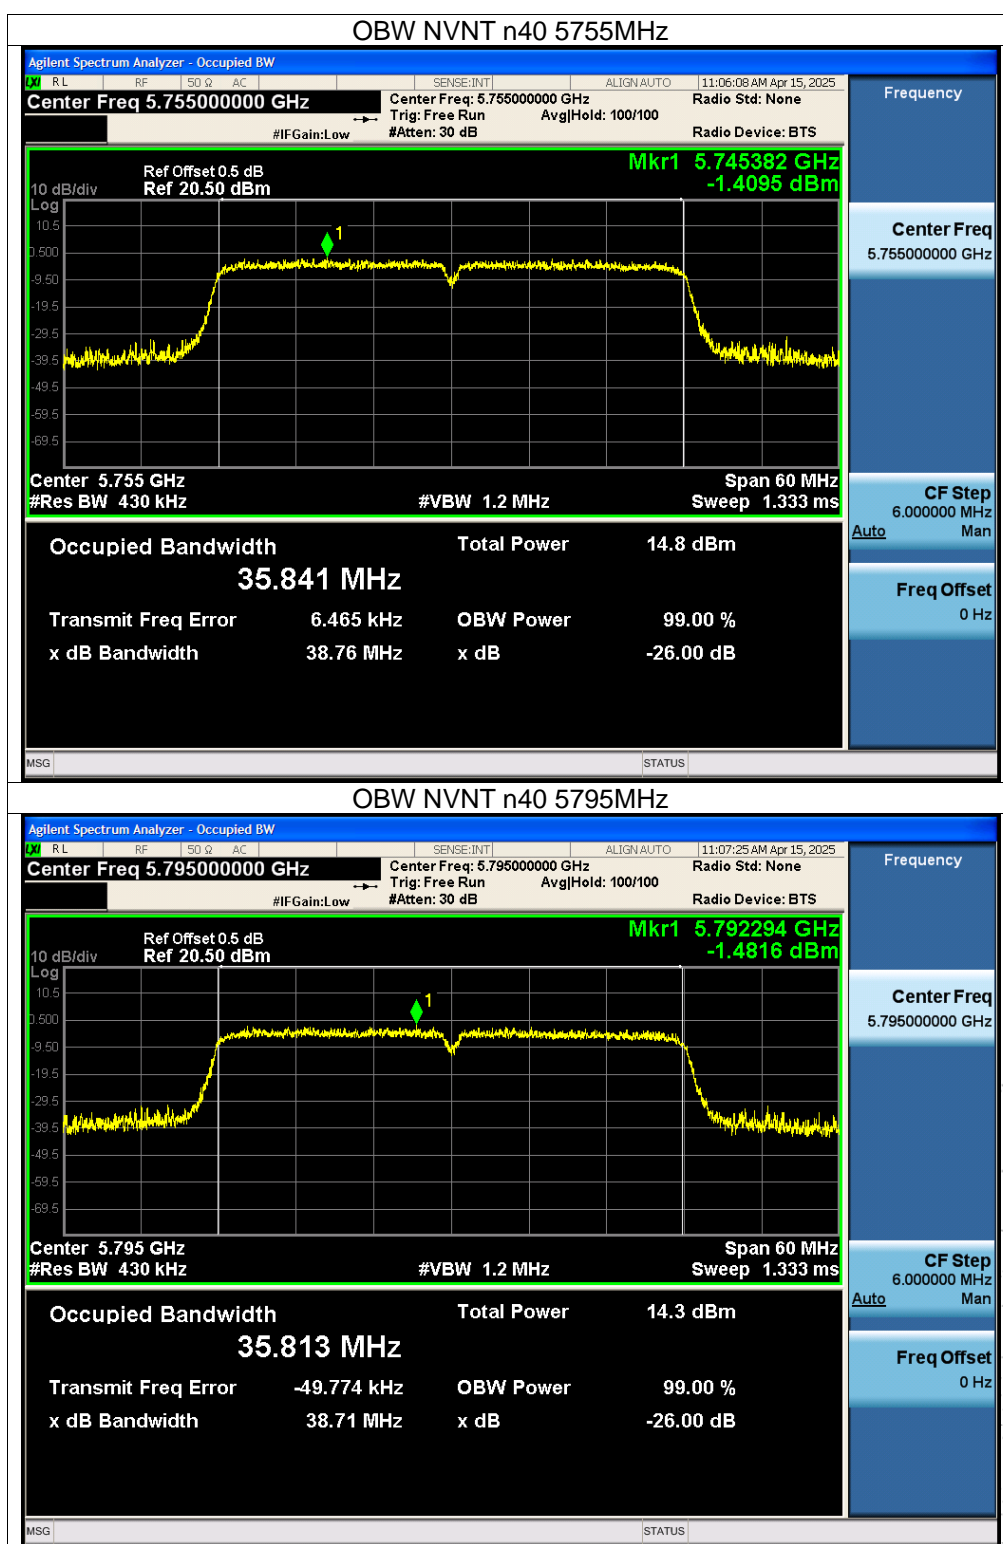 OBW NVNT n40 5755MHz
Agilent Spectrum Analyzer - Occupied BW
LXI RL RF 50 Ω AC SENSE:INT ALIGN AUTO 11:06:08 AM Apr 15, 2025
Center Freq 5.755000000 GHz Center Freq: 5.755000000 GHz Radio Std: None Frequency
Trig: Free Run Avg|Hold: 100/100
#IFGain:Low #Atten: 30 dB Radio Device: BTS
Mkr1 5.745382 GHz
-1.4095 dBm
Ref Offset 0.5 dB
10 dB/div Ref 20.50 dBm
Log
10.5
0.500
-9.50
-19.5
-29.5
-39.5
-49.5
-59.5
-69.5
1
Center Freq
5.755000000 GHz
Center 5.755 GHz Span 60 MHz
#Res BW 430 kHz #VBW 1.2 MHz Sweep 1.333 ms
CF Step
6.000000 MHz
Auto Man
Occupied Bandwidth Total Power 14.8 dBm
35.841 MHz
Freq Offset
0 Hz
Transmit Freq Error 6.465 kHz OBW Power 99.00 %
x dB Bandwidth 38.76 MHz x dB -26.00 dB
MSG STATUS
OBW NVNT n40 5795MHz
Agilent Spectrum Analyzer - Occupied BW
LXI RL RF 50 Ω AC SENSE:INT ALIGN AUTO 11:07:25 AM Apr 15, 2025
Center Freq 5.795000000 GHz Center Freq: 5.795000000 GHz Radio Std: None Frequency
Trig: Free Run Avg|Hold: 100/100
#IFGain:Low #Atten: 30 dB Radio Device: BTS
Mkr1 5.792294 GHz
-1.4816 dBm
Ref Offset 0.5 dB
10 dB/div Ref 20.50 dBm
Log
10.5
0.500
-9.50
-19.5
-29.5
-39.5
-49.5
-59.5
-69.5
1
Center Freq
5.795000000 GHz
Center 5.795 GHz Span 60 MHz
#Res BW 430 kHz #VBW 1.2 MHz Sweep 1.333 ms
CF Step
6.000000 MHz
Auto Man
Occupied Bandwidth Total Power 14.3 dBm
35.813 MHz
Freq Offset
0 Hz
Transmit Freq Error -49.774 kHz OBW Power 99.00 %
x dB Bandwidth 38.71 MHz x dB -26.00 dB
MSG STATUS